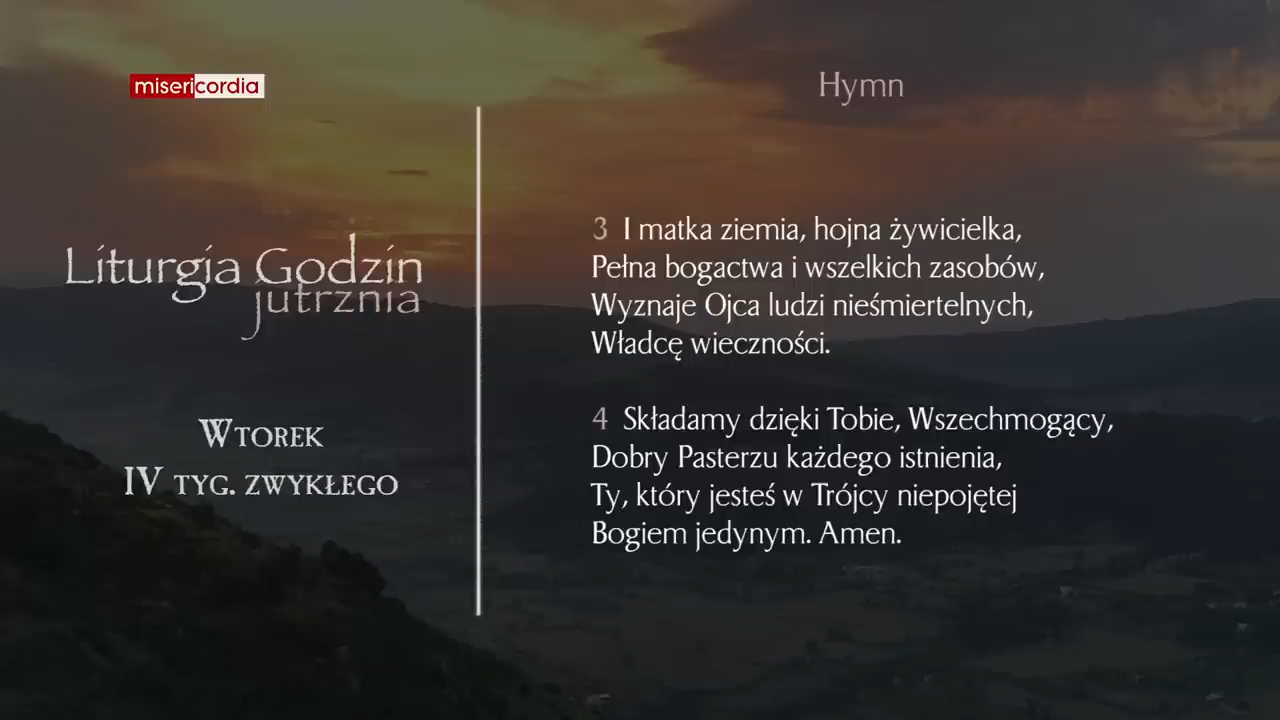 misericordia
Liturgia Godzin
jutrznia
Wtorek
IV tyg. zwykłego
Hymn
3 I matka ziemia, hojna żywicielka,
Pełna bogactwa i wszelkich zasobów,
Wyznaje Ojca ludzi nieśmiertelnych,
Władcę wieczności.
4 Składamy dzięki Tobie, Wszechmogący,
Dobry Pasterzu każdego istnienia,
Ty, który jesteś w Trójcy niepojętej
Bogiem jedynym. Amen.